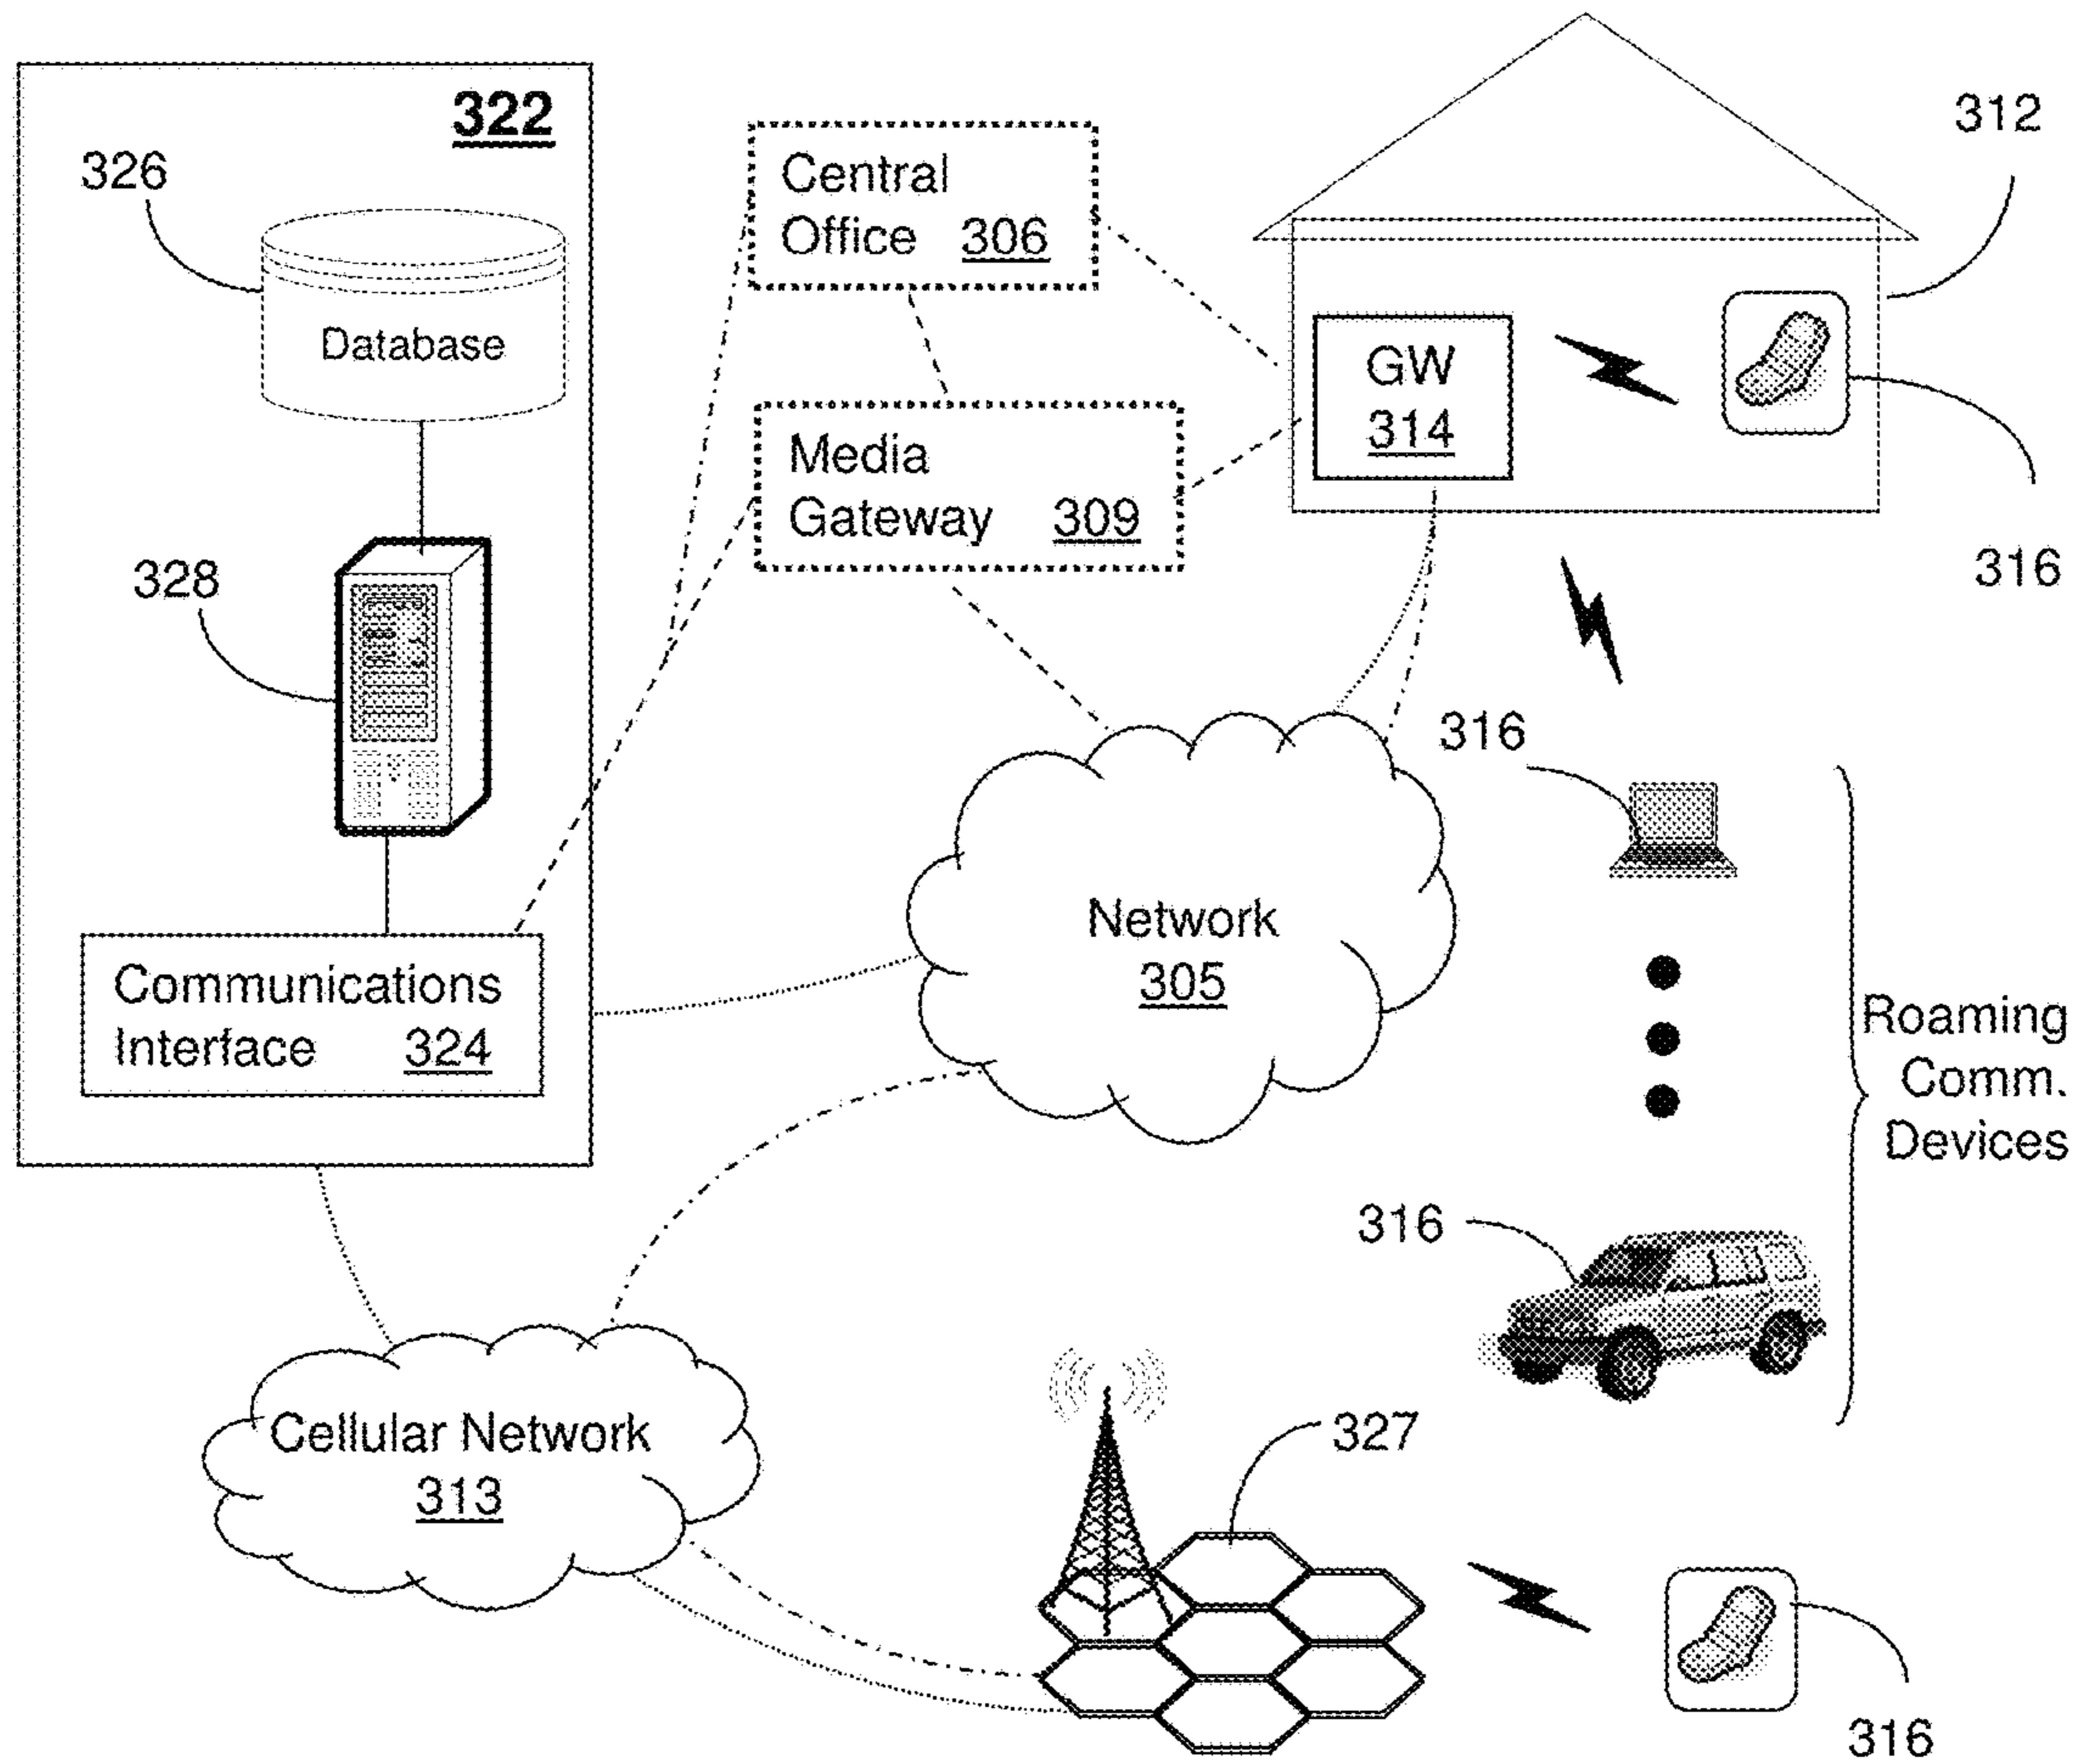 322
326
Database
328
Communications
Interface 324
Central
Office 306
Media
Gateway 309
312
GW
314
316
316
Network
305
Roaming
Comm.
Devices
316
Cellular Network
313
327
316